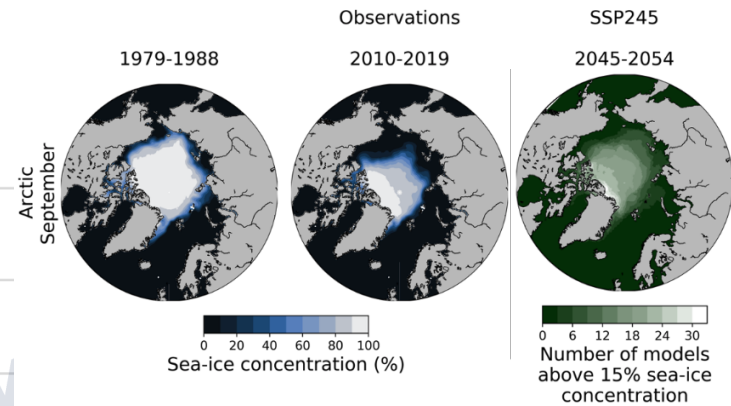 Observations
SSP245
1979-1988
2010-2019
2045-2054
Arctic
September
0 20 40 60 80 100
Sea-ice concentration (%)
0 6 12 18 24 30
Number of models
above 15% sea-ice
concentration